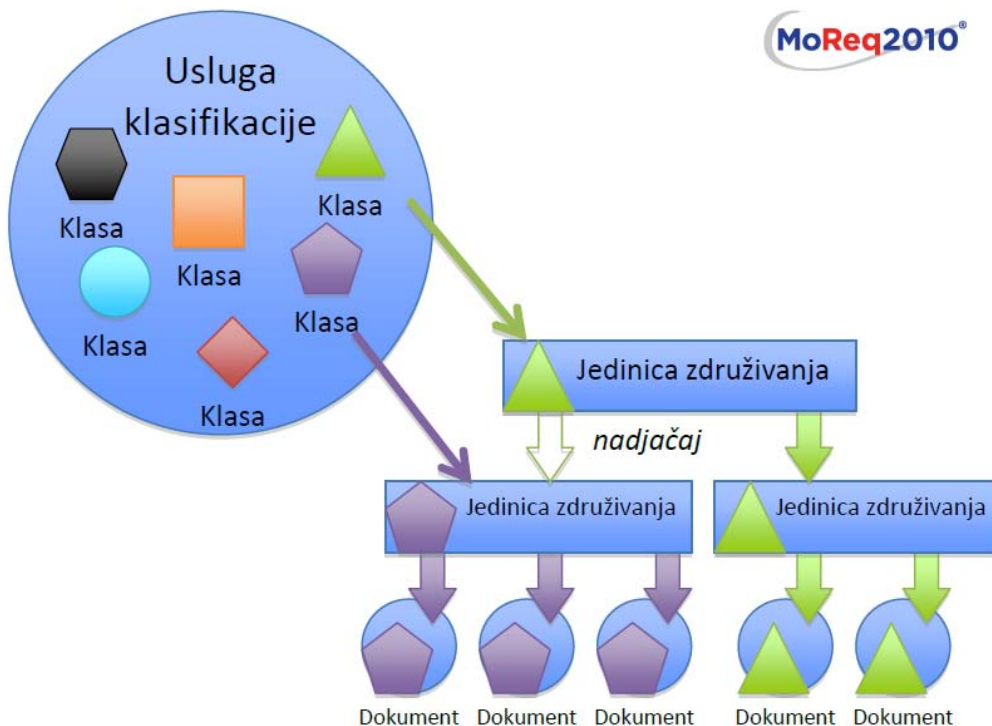 MoReq2010®
Usluga
klasifikacije
Klasa
Klasa
Klasa
Klasa
Klasa
Klasa
Jedinica združivanja
nadjačaj
Jedinica združivanja
Jedinica združivanja
Dokument
Dokument
Dokument
Dokument
Dokument